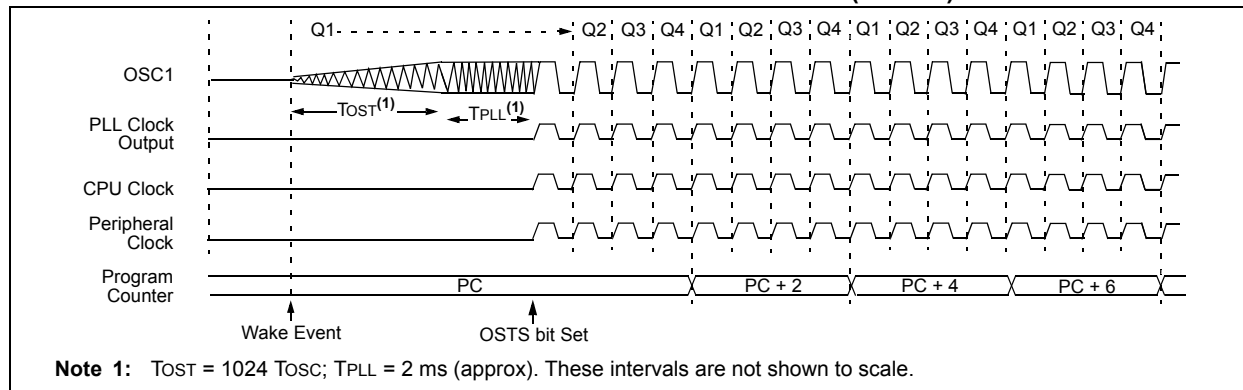 Q1 Q2 Q3 Q4 Q1 Q2 Q3 Q4 Q1 Q2 Q3 Q4 Q1 Q2 Q3 Q4
OSC1
TOST(1) TPLL(1)
PLL Clock
Output
CPU Clock
Peripheral
Clock
Program
Counter
PC PC + 2 PC + 4 PC + 6
Wake Event OSTS bit Set
Note 1: TOST = 1024 TOSC; TPLL = 2 ms (approx). These intervals are not shown to scale.